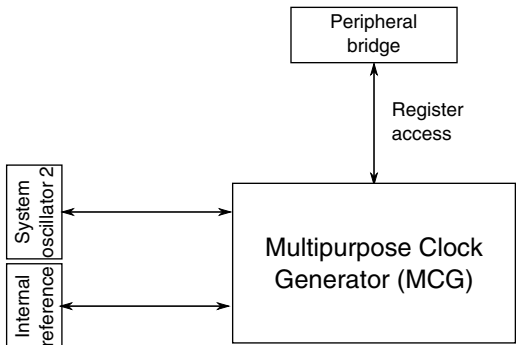 Peripheral
bridge
Register
access
System
oscillator 2
Multipurpose Clock
Generator (MCG)
Internal
reference